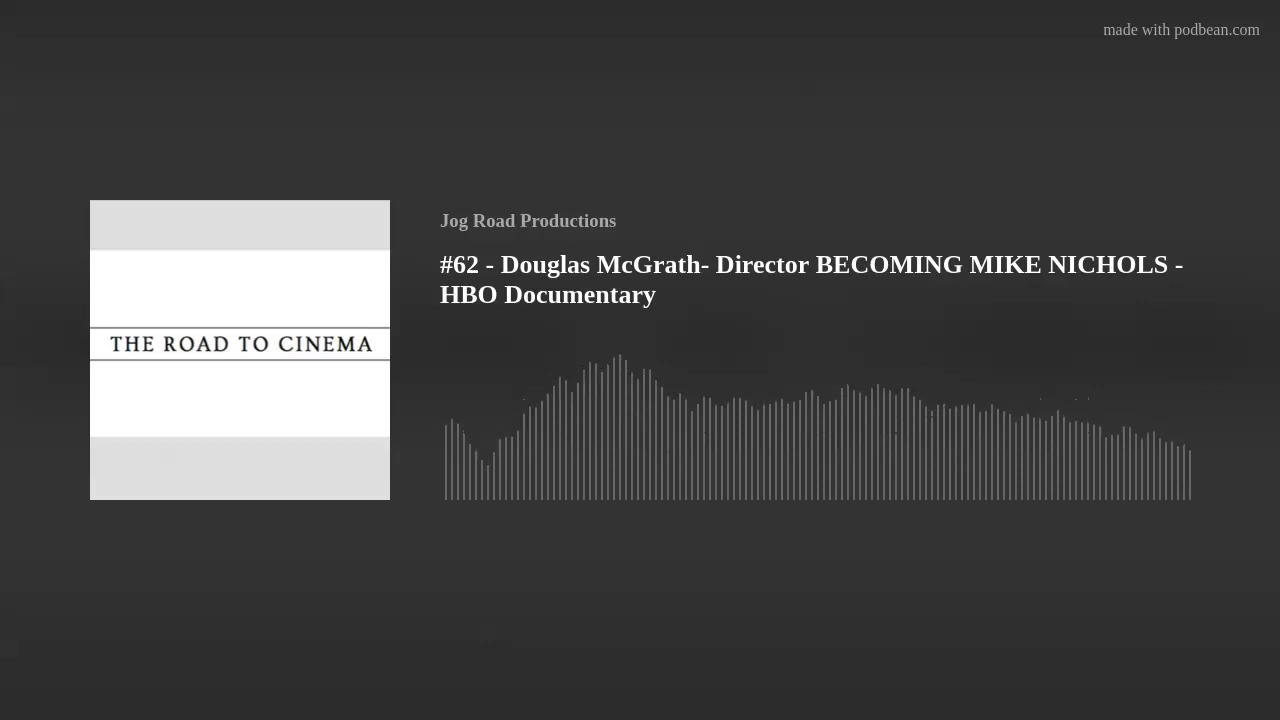 made with podbean.com
THE ROAD TO CINEMA
Jog Road Productions
#62 - Douglas McGrath- Director BECOMING MIKE NICHOLS -
HBO Documentary